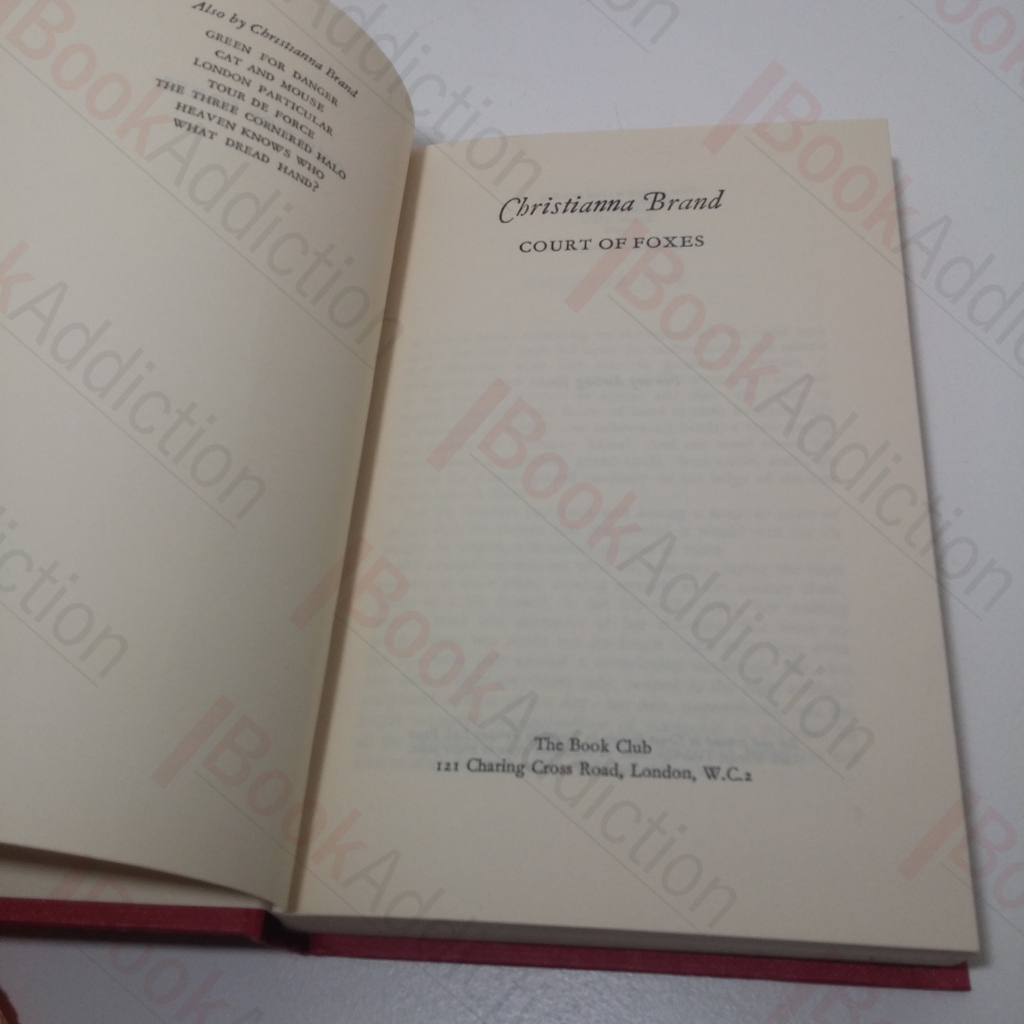 Also by Christianna Brand
GREEN FOR DANGER
CAT AND MOUSE
LONDON PARTICULAR
TOUR DE FORCE
THE THREE CORNERED HALO
HEAVEN KNOWS WHO
WHAT DREAD HAND?
Christianna Brand
COURT OF FOXES
The Book Club
121 Charing Cross Road, London, W.C.2
BookAddiction